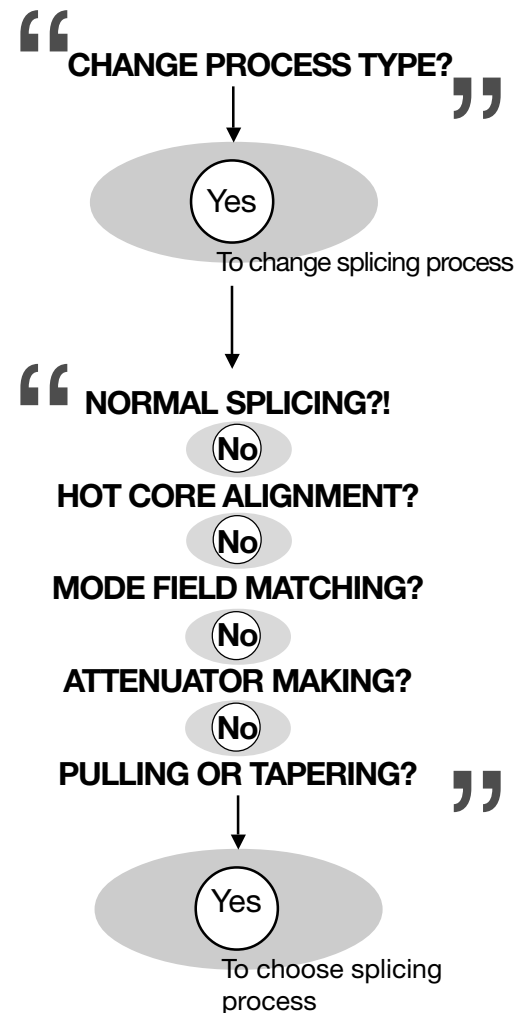 “
CHANGE PROCESS TYPE?
”
Yes
To change splicing process
“
NORMAL SPLICING?!
No
HOT CORE ALIGNMENT?
No
MODE FIELD MATCHING?
No
ATTENUATOR MAKING?
No
PULLING OR TAPERING?
”
Yes
To choose splicing
process